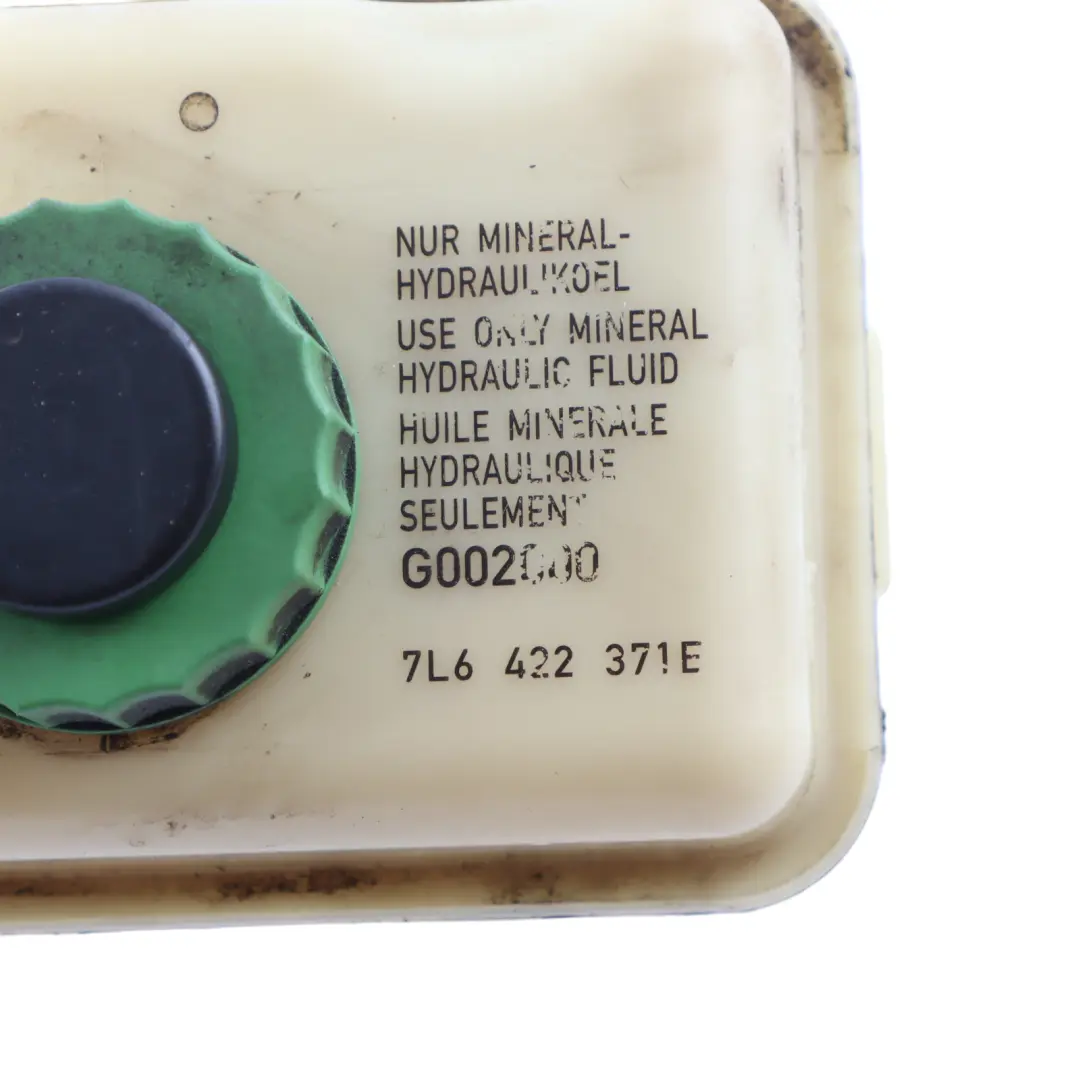 NUR MINERAL-
HYDRAULIKOEL
USE ONLY MINERAL
HYDRAULIC FLUID
HUILE MINERALE
HYDRAULIQUE
SEULEMENT
G002000
7L6 422 371E